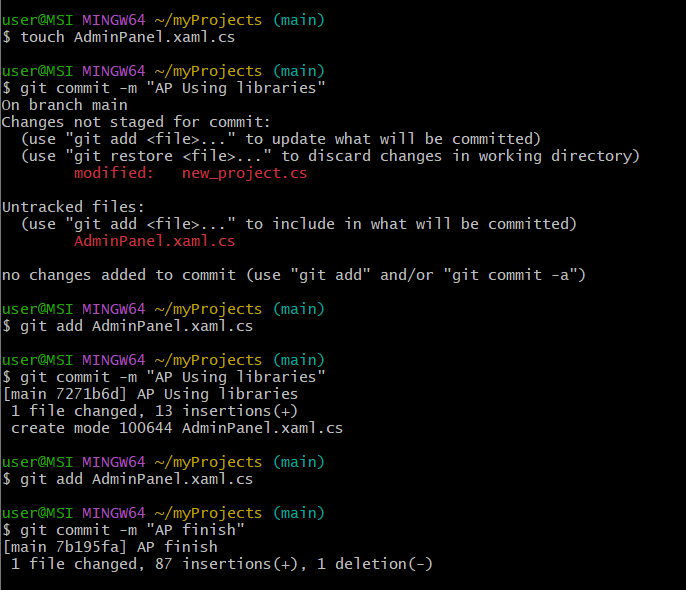 user@MSI MINGW64 ~/myProjects (main)
$ touch AdminPanel.xaml.cs
user@MSI MINGW64 ~/myProjects (main)
$ git commit -m "AP Using libraries"
On branch main
Changes not staged for commit:
  (use "git add <file>..." to update what will be committed)
  (use "git restore <file>..." to discard changes in working directory)
        modified:   new_project.cs
Untracked files:
  (use "git add <file>..." to include in what will be committed)
        AdminPanel.xaml.cs
no changes added to commit (use "git add" and/or "git commit -a")
user@MSI MINGW64 ~/myProjects (main)
$ git add AdminPanel.xaml.cs
user@MSI MINGW64 ~/myProjects (main)
$ git commit -m "AP Using libraries"
[main 7271b6d] AP Using libraries
 1 file changed, 13 insertions(+)
 create mode 100644 AdminPanel.xaml.cs
user@MSI MINGW64 ~/myProjects (main)
$ git add AdminPanel.xaml.cs
user@MSI MINGW64 ~/myProjects (main)
$ git commit -m "AP finish"
[main 7b195fa] AP finish
 1 file changed, 87 insertions(+), 1 deletion(-)